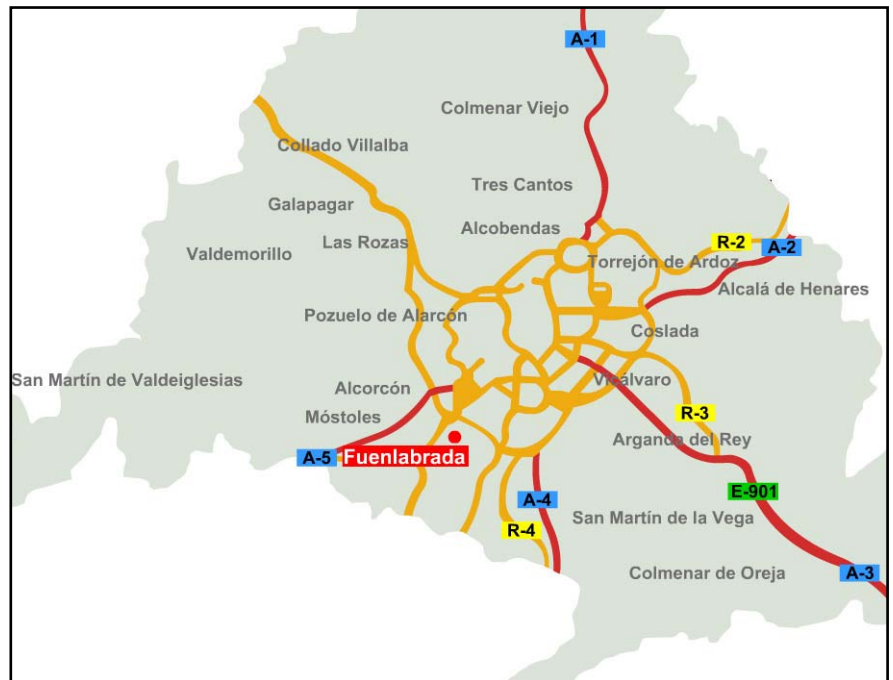 A-1
Colmenar Viejo
Collado Villalba
Tres Cantos
Galapagar
Alcobendas
Las Rozas
R-2
A-2
Valdemorillo
Torrejón de Ardoz
Alcalá de Henares
Pozuelo de Alarcón
Coslada
San Martín de Valdeiglesias
Vicálvaro
Alcorcón
R-3
Móstoles
Arganda del Rey
A-5
Fuenlabrada
E-901
A-4
San Martín de la Vega
R-4
Colmenar de Oreja
A-3